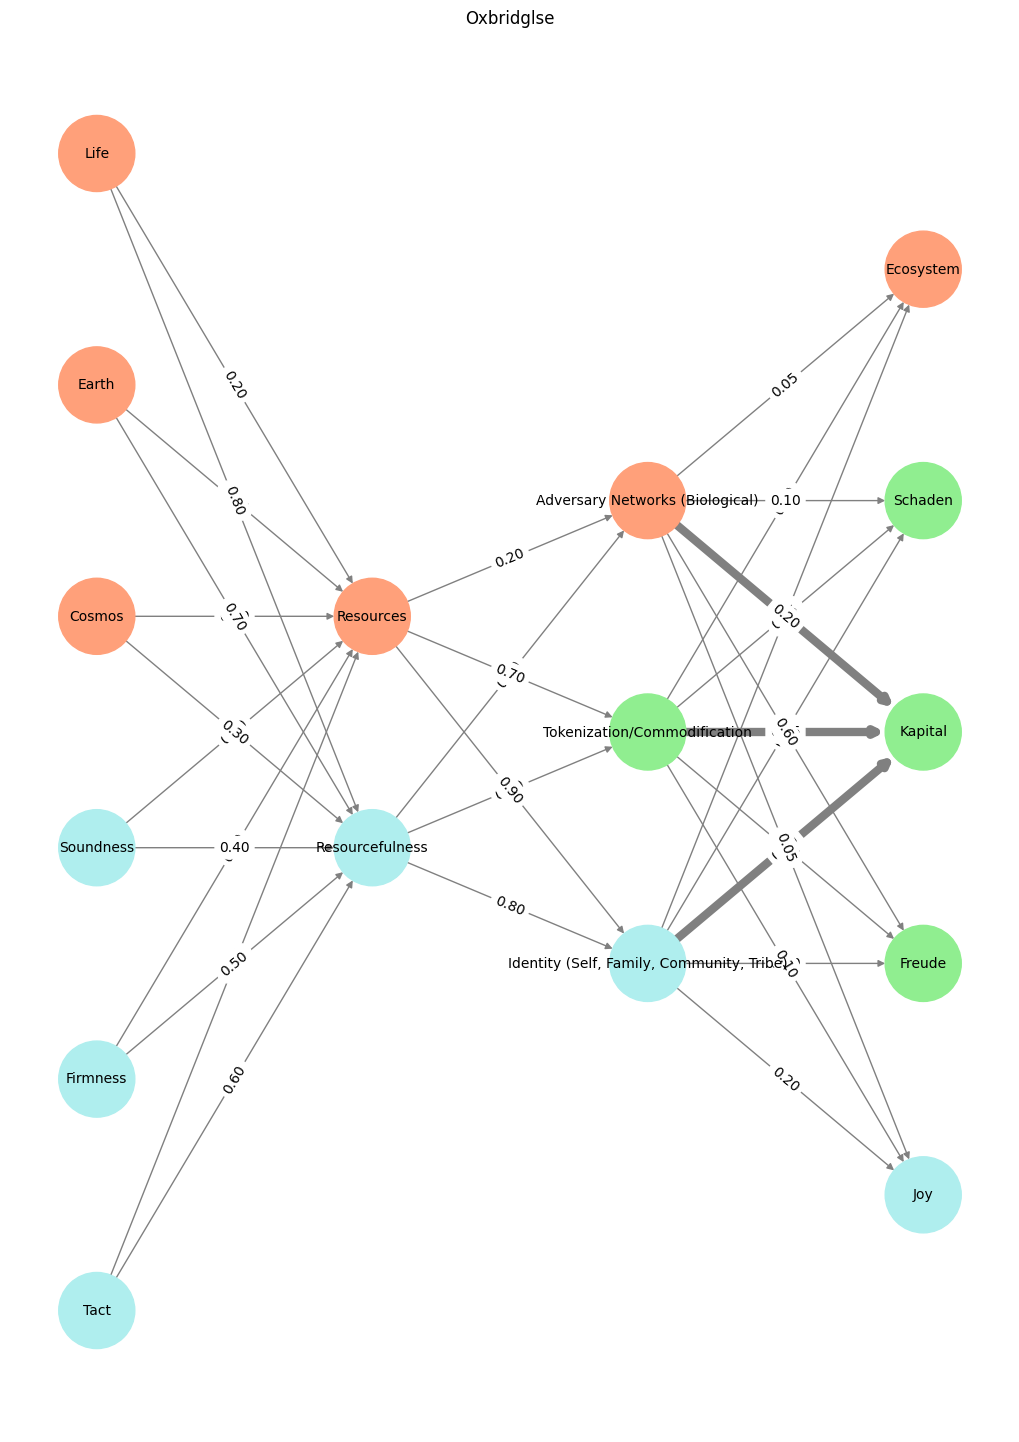 Oxbridglse
Life
Ecosystem
Earth
0.20
0.05
0.80
Adversary Networks (Biological)
0.10
Schaden
0.20
Cosmos
0.70
Resources
0.20
0.70
Tokenization/Commodification
Kapital
0.30
0.60
0.90
Soundness
0.40
Resourcefulness
0.05
0.80
Identity (Self, Family, Community, Tribe)
Freude
0.50
0.10
Firmness
0.60
0.20
Joy
Tact